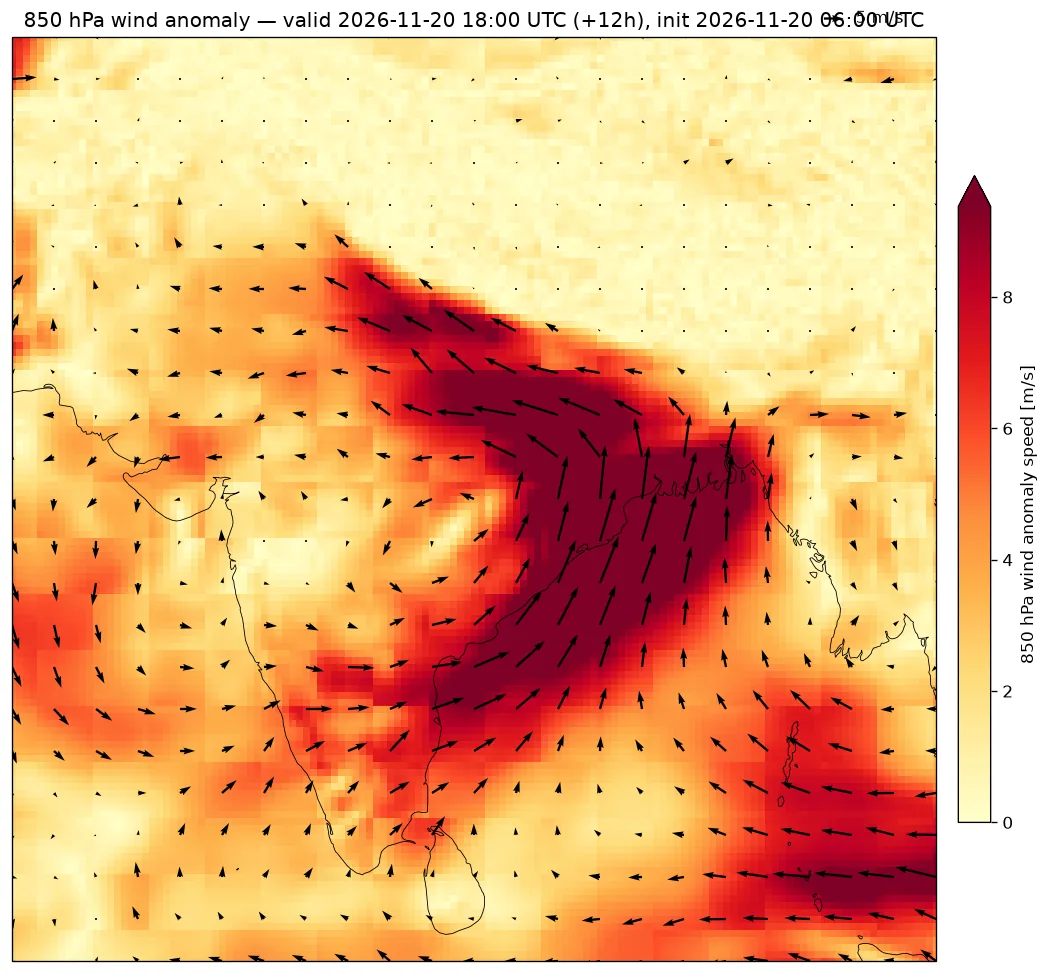 850 hPa wind anomaly — valid 2026-11-20 18:00 UTC (+12h), init 2026-11-20 06:00 UTC
5 m/s
8
6
4
2
0
850 hPa wind anomaly speed [m/s]